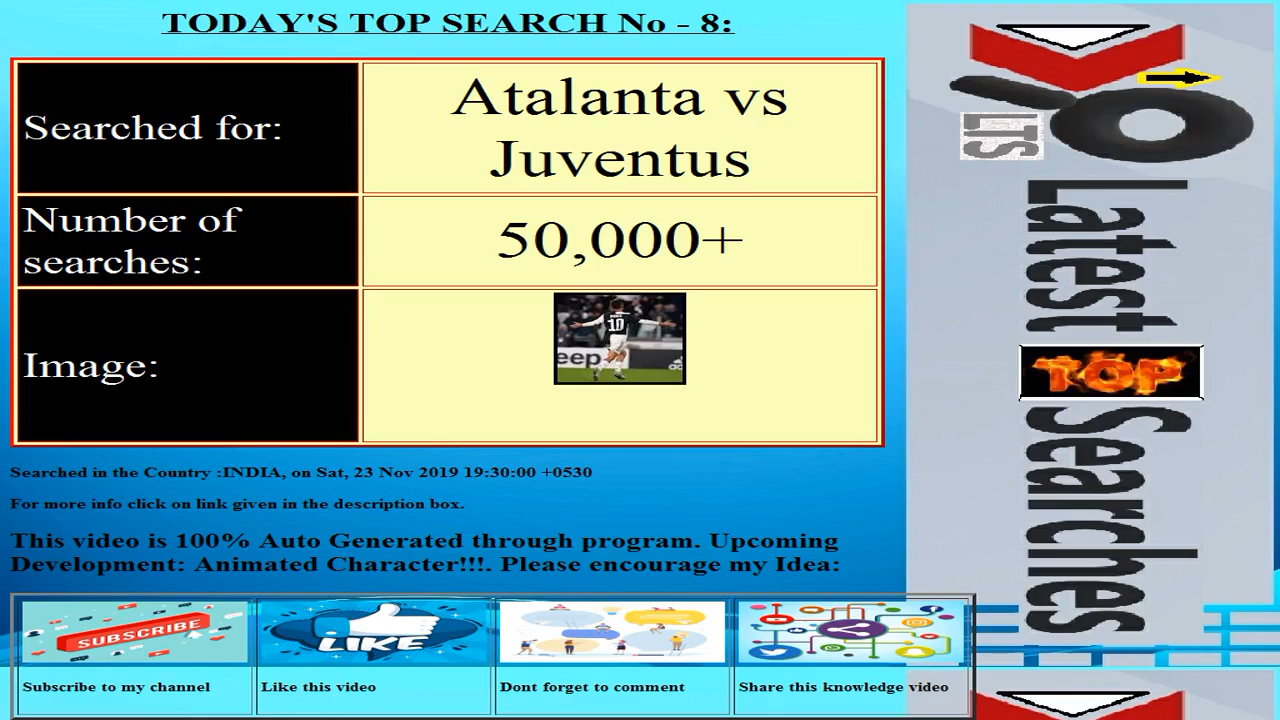 TODAY'S TOP SEARCH No - 8:
Searched for:
Atalanta vs
Juventus
Number of
searches:
50,000+
Image:
10
eep
Searched in the Country :INDIA, on Sat, 23 Nov 2019 19:30:00 +0530
For more info click on link given in the description box.
This video is 100% Auto Generated through program. Upcoming
Development: Animated Character!!!. Please encourage my Idea:
SUBSCRIBE
LIKE
Subscribe to my channel
Like this video
Dont forget to comment
Share this knowledge video
LTS
Latest
TOP
Searches